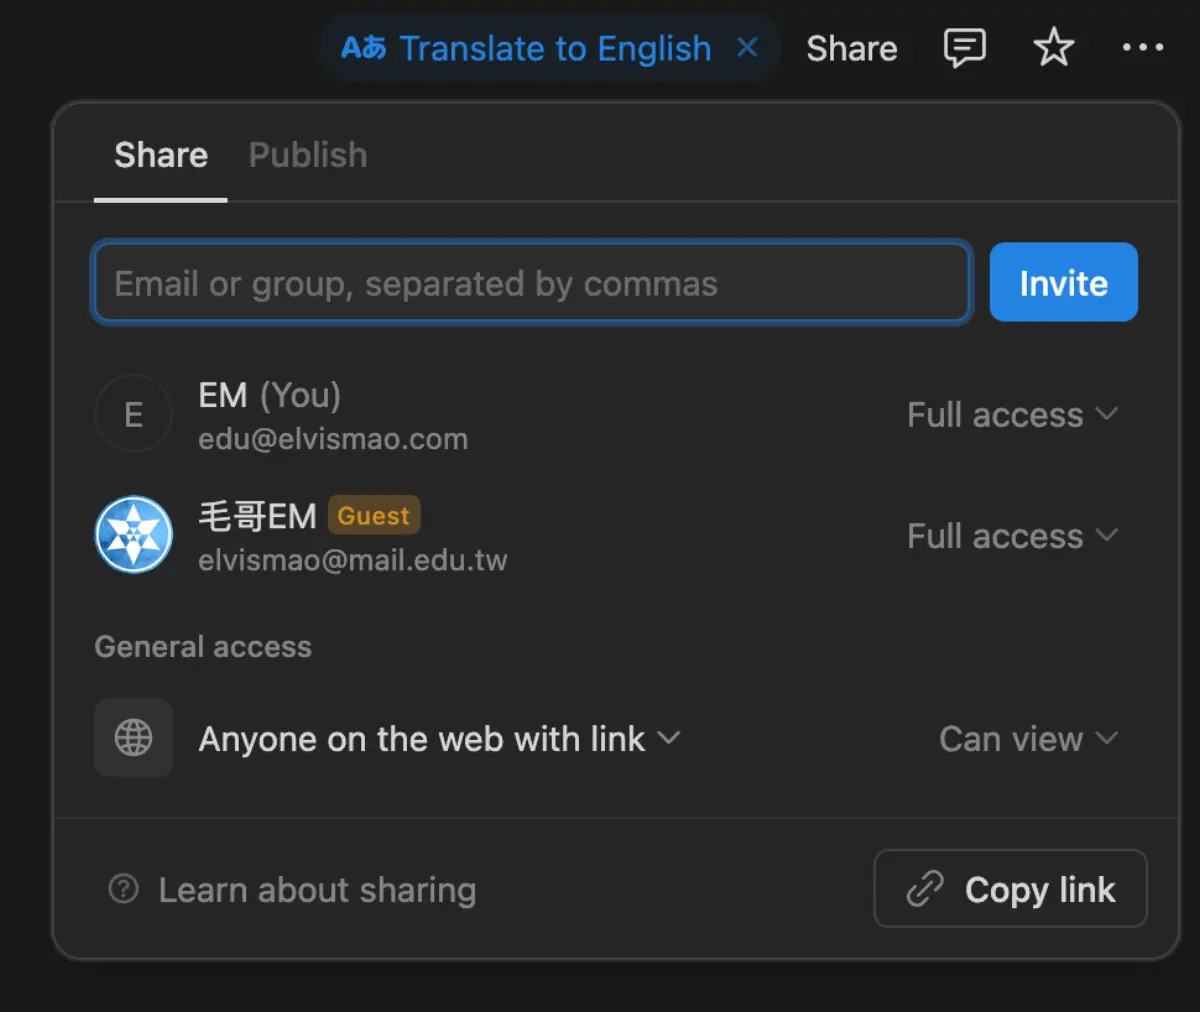 Aあ Translate to English × Share
Share Publish
Email or group, separated by commas Invite
E
EM (You)
edu@elvismao.com
Full access
毛哥EM Guest
elvismao@mail.edu.tw
Full access
General access
Anyone on the web with link
Can view
Learn about sharing
Copy link